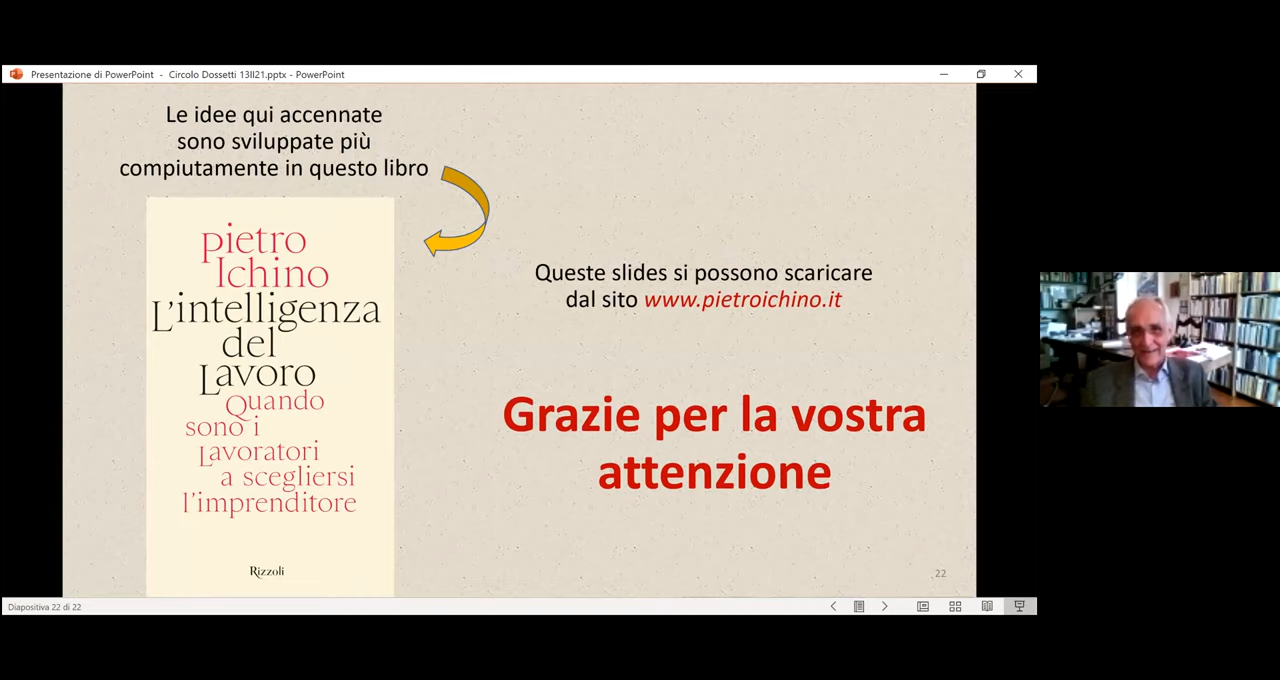 Presentazione di PowerPoint - Circolo Dossetti 13II21.pptx - PowerPoint
Le idee qui accennate
sono sviluppate più
compiutamente in questo libro
pietro
Ichino
L'intelligenza
del
Lavoro
Quando
sono i
Lavoratori
a scegliersi
l'imprenditore
Rizzoli
Queste slides si possono scaricare
dal sito www.pietroichino.it
Grazie per la vostra
attenzione
22
Diapositiva 22 di 22